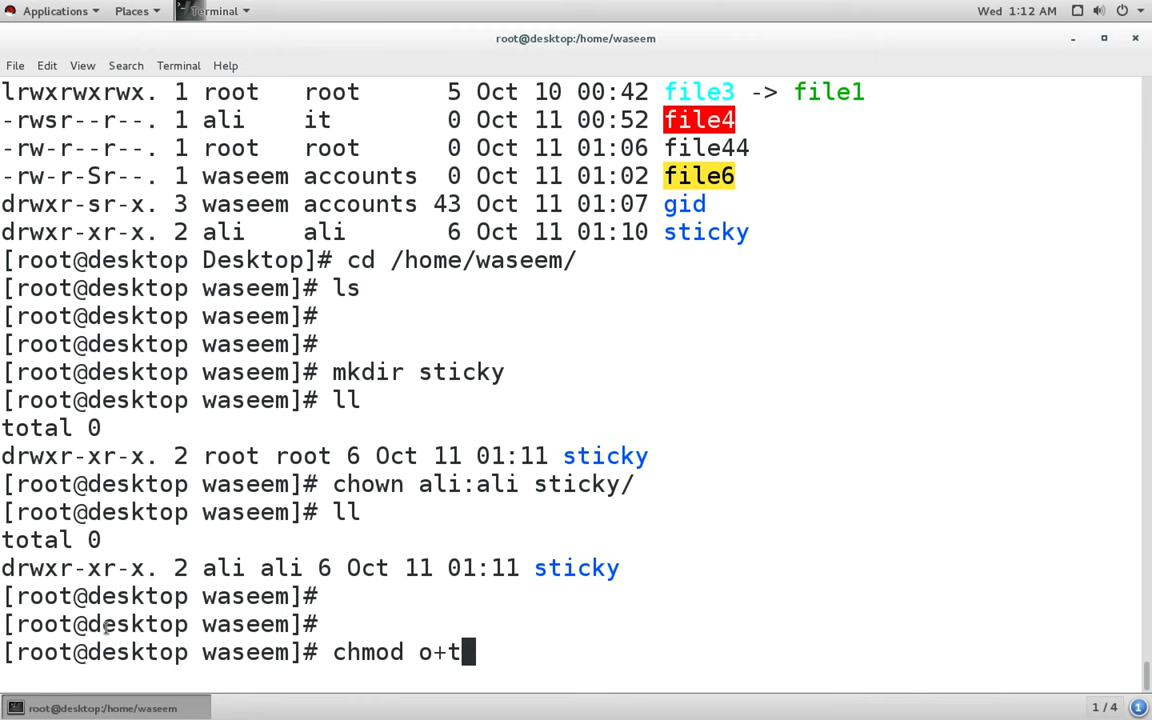 Applications Places Terminal Wed 1:12 AM
root@desktop:/home/waseem
File Edit View Search Terminal Help
lrwxrwxrwx. 1 root   root       5 Oct 10 00:42 file3 -> file1
-rwsr--r--. 1 ali    it         0 Oct 11 00:52 file4
-rw-r--r--. 1 root   root       0 Oct 11 01:06 file44
-rw-r-Sr--. 1 waseem accounts  0 Oct 11 01:02 file6
drwxr-sr-x. 3 waseem accounts 43 Oct 11 01:07 gid
drwxr-xr-x. 2 ali    ali        6 Oct 11 01:10 sticky
[root@desktop Desktop]# cd /home/waseem/
[root@desktop waseem]# ls
[root@desktop waseem]#
[root@desktop waseem]#
[root@desktop waseem]# mkdir sticky
[root@desktop waseem]# ll
total 0
drwxr-xr-x. 2 root root 6 Oct 11 01:11 sticky
[root@desktop waseem]# chown ali:ali sticky/
[root@desktop waseem]# ll
total 0
drwxr-xr-x. 2 ali ali 6 Oct 11 01:11 sticky
[root@desktop waseem]#
[root@desktop waseem]#
[root@desktop waseem]# chmod o+t
root@desktop:/home/waseem 1 / 4 1